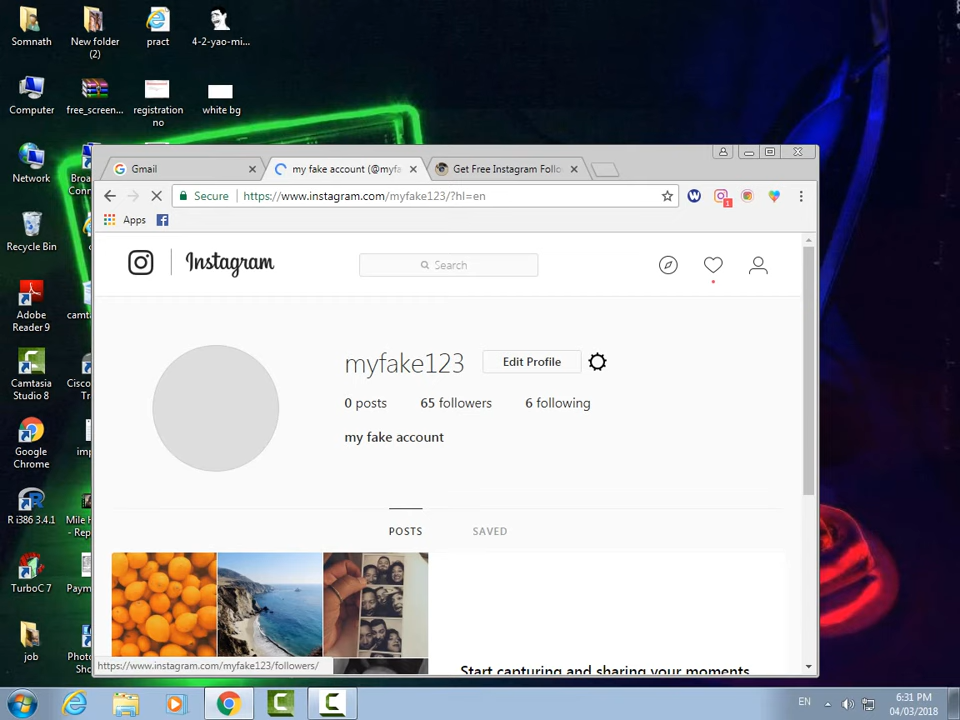 Somnath
New folder (2)
pract
4-2-yao-mi...
Computer
free_screen...
registration no
white bg
Network
Recycle Bin
Adobe Reader 9
Camtasia Studio 8
Google Chrome
R i386 3.4.1
TurboC 7
job
Gmail
my fake account (@myfa
Get Free Instagram Follo
Secure
https://www.instagram.com/myfake123/?hl=en
1
Apps
Instagram
Search
myfake123
Edit Profile
0 posts
65 followers
6 following
my fake account
POSTS
SAVED
Start capturing and sharing your moments.
https://www.instagram.com/myfake123/followers/
EN
6:31 PM
04/03/2018